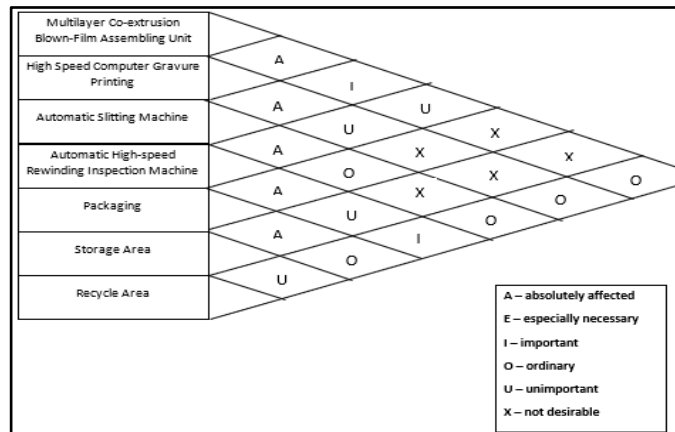 Multilayer Co-extrusion
Blown-Film Assembling Unit
High Speed Computer Gravure
Printing
Automatic Slitting Machine
Automatic High-speed
Rewinding Inspection Machine
Packaging
Storage Area
Recycle Area
A
I
A U
U X
A X X
O X O
A X O
U O
A I
O
U
A – absolutely affected
E – especially necessary
I – important
O – ordinary
U – unimportant
X – not desirable